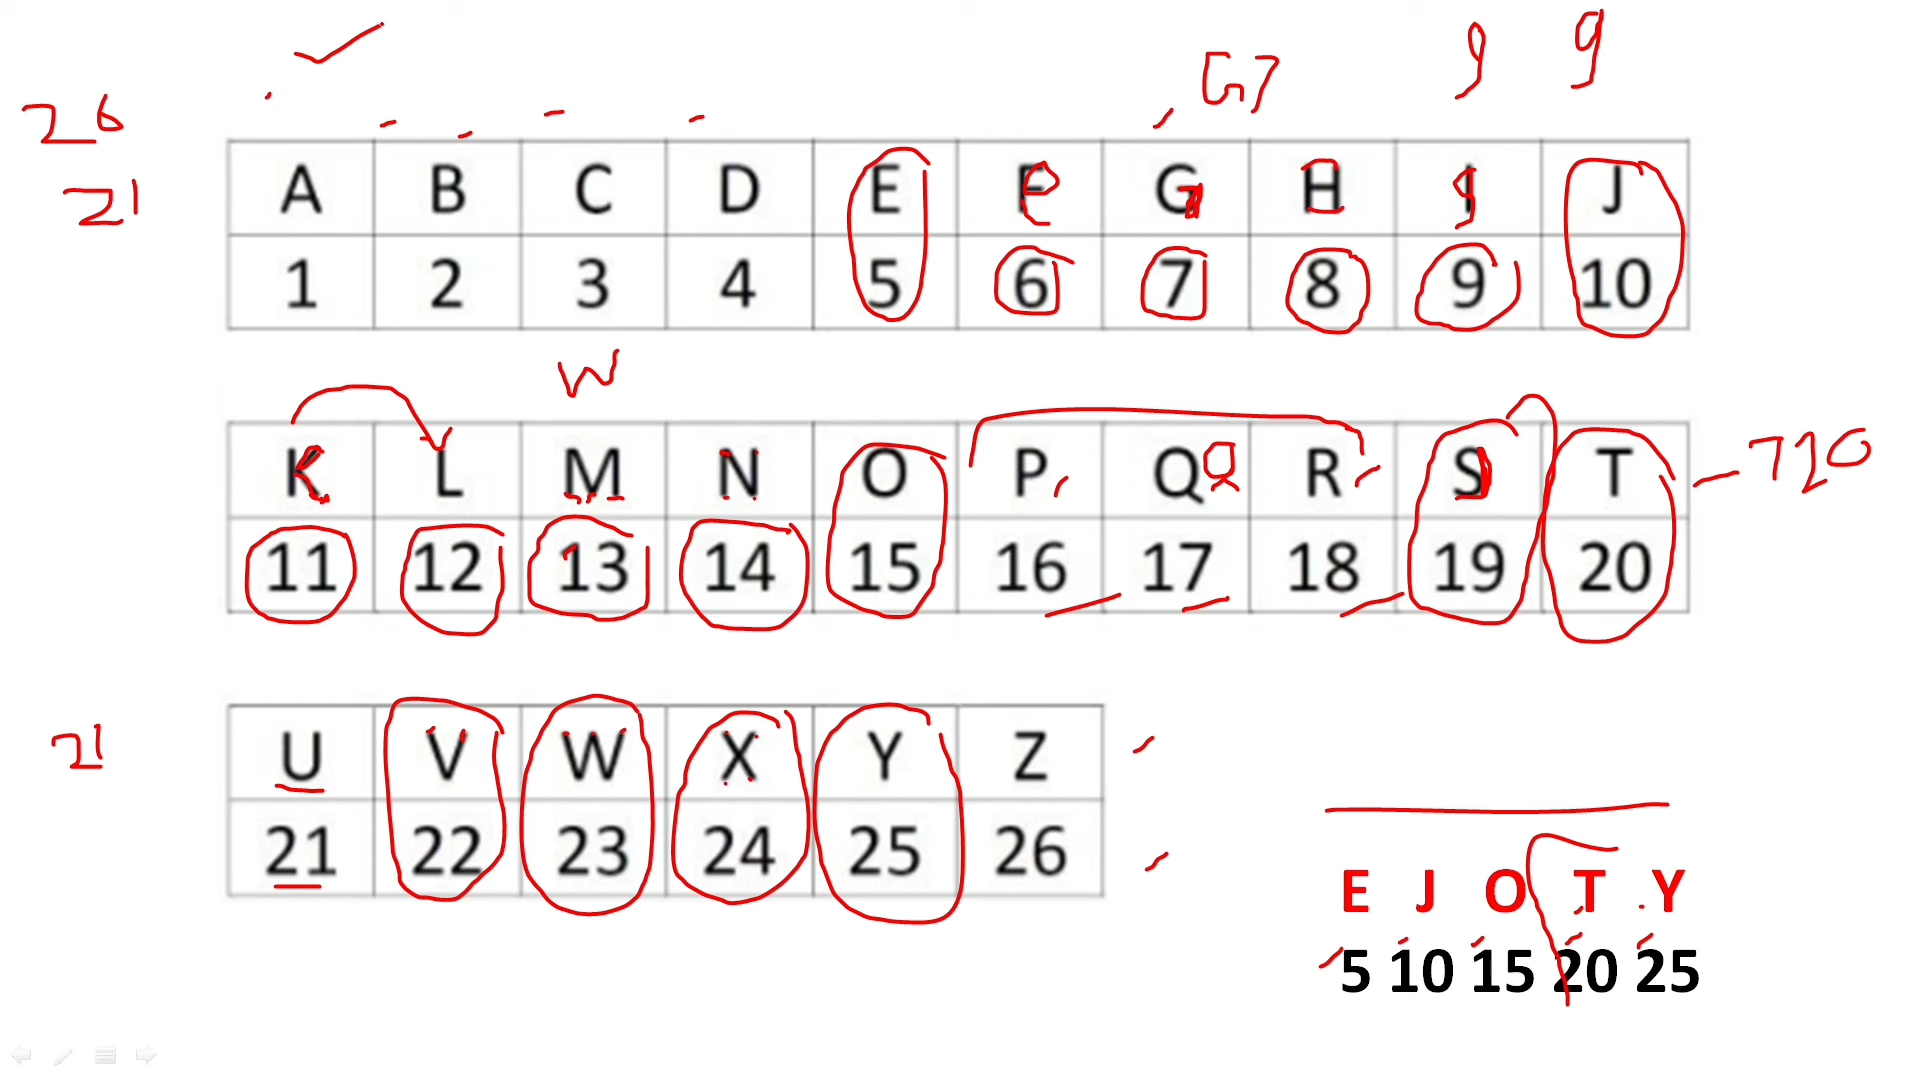 9 9
G7
26
21
A B C D E F G H I J
1 2 3 4 5 6 7 8 9 10
W
K L M N O P Q R S T
Q
720
11 12 13 14 15 16 17 18 19 20
21
U V W X Y Z
21 22 23 24 25 26
E J O T Y
5 10 15 20 25